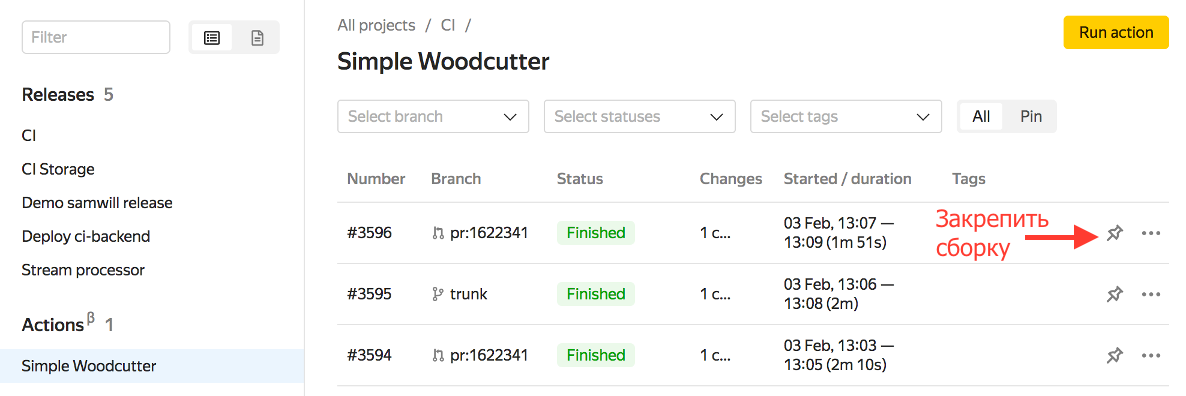 Filter
Releases 5
CI
CI Storage
Demo samwill release
Deploy ci-backend
Stream processor
Actions β 1
Simple Woodcutter
All projects / CI /
Simple Woodcutter
Run action
Select branch
Select statuses
Select tags
All Pin
Number Branch Status Changes Started / duration Tags
#3596 pr:1622341 Finished 1 c...
03 Feb, 13:07 —
13:09 (1m 51s)
Закрепить
сборку
#3595 trunk Finished 1 c...
03 Feb, 13:06 —
13:08 (2m)
#3594 pr:1622341 Finished 1 c...
03 Feb, 13:03 —
13:05 (2m 10s)